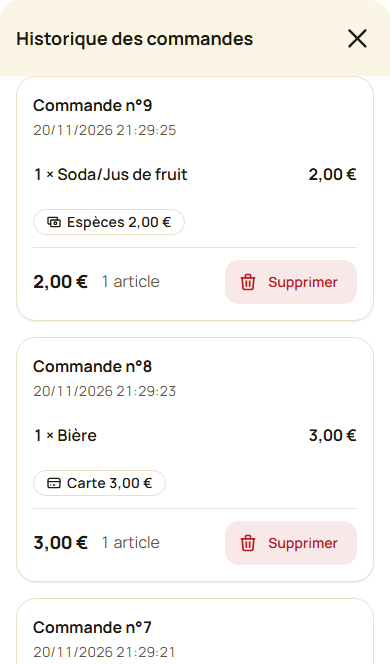 Historique des commandes
Commande n°9
20/11/2026 21:29:25
1 × Soda/Jus de fruit 2,00 €
Espèces 2,00 €
2,00 € 1 article Supprimer
Commande n°8
20/11/2026 21:29:23
1 × Bière 3,00 €
Carte 3,00 €
3,00 € 1 article Supprimer
Commande n°7
20/11/2026 21:29:21